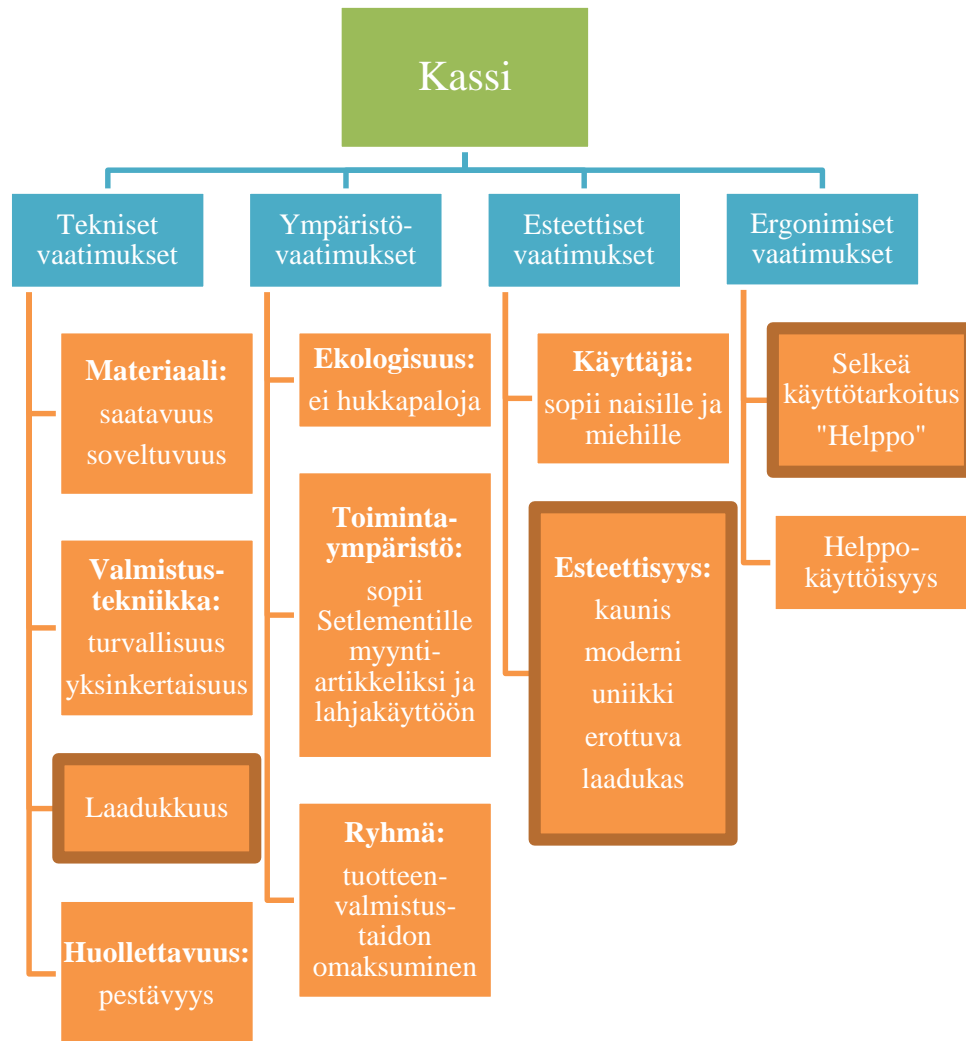 Kassi
Tekniset
vaatimukset
Materiaali:
saatavuus
soveltuvuus
Valmistus-
tekniikka:
turvallisuus
yksinkertaisuus
Laadukkuus
Huollettavuus:
pestävyys
Ympäristö-
vaatimukset
Ekologisuus:
ei hukkapaloja
Toiminta-
ympäristö:
sopii
Setlementille
myynti-
artikkeliksi ja
lahjakäyttöön
Ryhmä:
tuotteen-
valmistus-
taidon
omaksuminen
Esteettiset
vaatimukset
Käyttäjä:
sopii naisille ja
miehille
Esteettisyys:
kaunis
moderni
uniikki
erottuva
laadukas
Ergonimiset
vaatimukset
Selkeä
käyttötarkoitus
"Helppo"
Helppo-
käyttöisyys